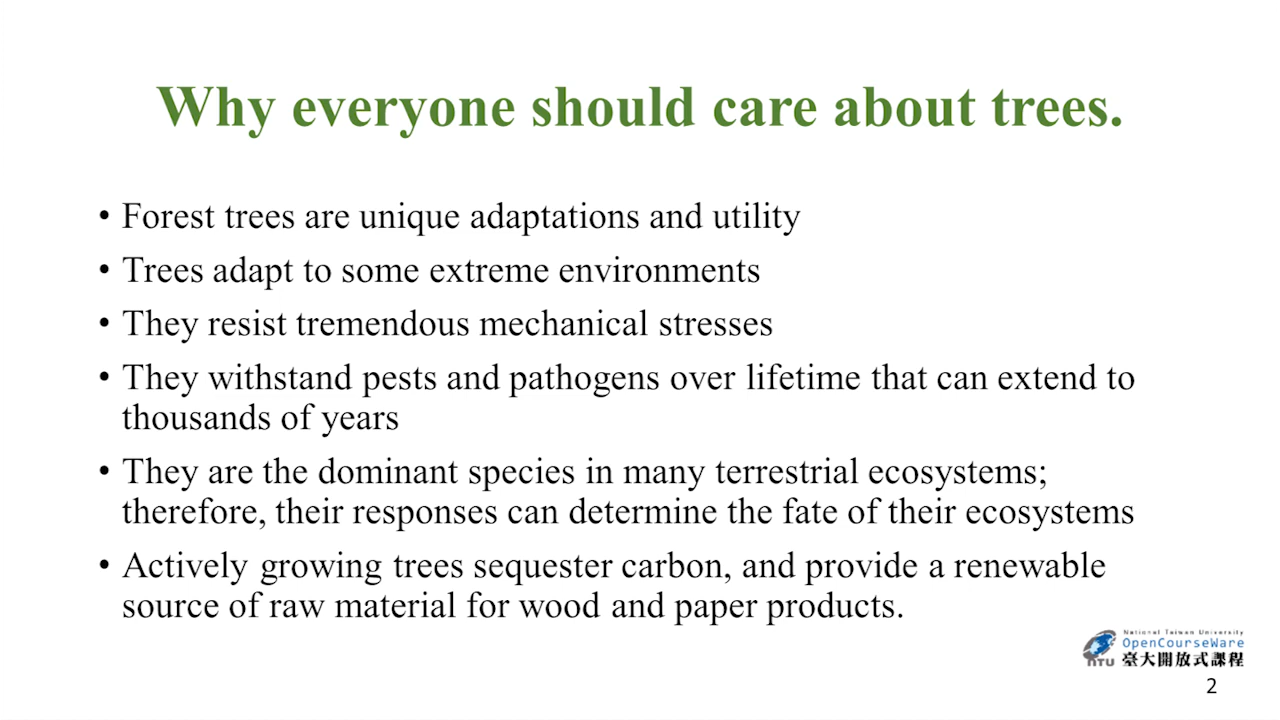 Why everyone should care about trees.
• Forest trees are unique adaptations and utility
• Trees adapt to some extreme environments
• They resist tremendous mechanical stresses
• They withstand pests and pathogens over lifetime that can extend to
thousands of years
• They are the dominant species in many terrestrial ecosystems;
therefore, their responses can determine the fate of their ecosystems
• Actively growing trees sequester carbon, and provide a renewable
source of raw material for wood and paper products.
National Taiwan University
OpenCourseWare
NTU 臺大開放式課程
2